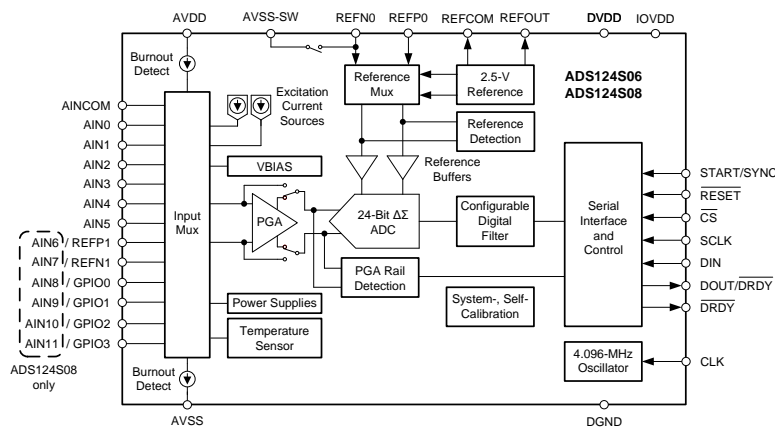 AVDD
AVSS-SW
REFN0
REFP0
REFCOM
REFOUT
DVDD
IOVDD
Burnout
Detect
Reference
Mux
2.5-V
Reference
ADS124S06
ADS124S08
Excitation
Current
Sources
Reference
Detection
AINCOM
AIN0
AIN1
AIN2
AIN3
AIN4
AIN5
AIN6 / REFP1
AIN7 / REFN1
AIN8 / GPIO0
AIN9 / GPIO1
AIN10 / GPIO2
AIN11 / GPIO3
ADS124S08
only
Input
Mux
VBIAS
Reference
Buffers
PGA
24-Bit ΔΣ
ADC
Configurable
Digital
Filter
Serial
Interface
and
Control
START/SYNC
RESET
CS
SCLK
DIN
DOUT/DRDY
DRDY
PGA Rail
Detection
Power Supplies
System-, Self-
Calibration
Temperature
Sensor
4.096-MHz
Oscillator
CLK
Burnout
Detect
AVSS
DGND